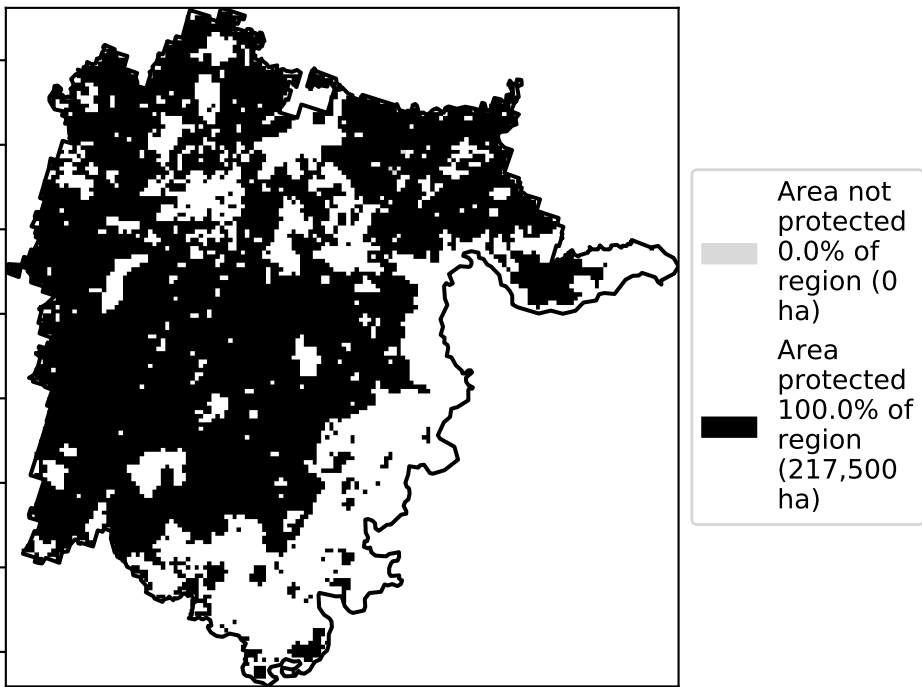 Area not
protected
0.0% of
region (0
ha)
Area
protected
100.0% of
region
(217,500
ha)